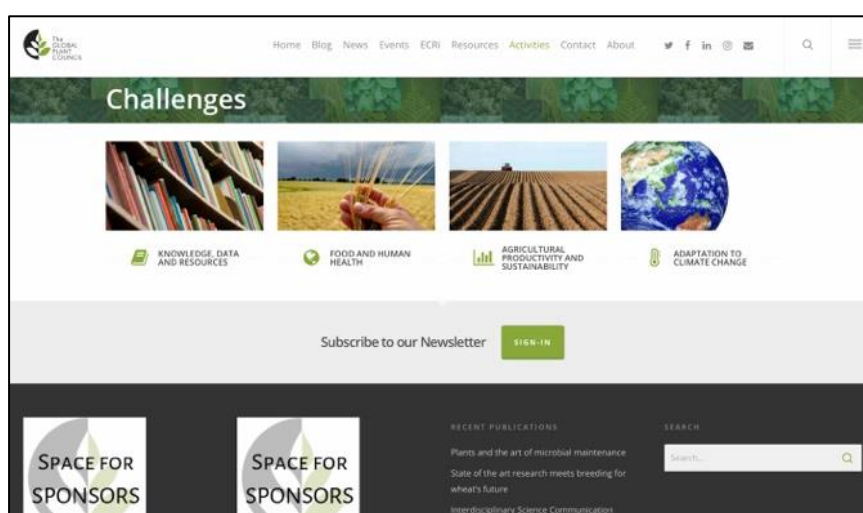 The
GLOBAL
PLANT
COUNCIL
Home Blog News Events ECRi Resources Activities Contact About
Challenges
KNOWLEDGE, DATA
AND RESOURCES
FOOD AND HUMAN
HEALTH
AGRICULTURAL
PRODUCTIVITY AND
SUSTAINABILITY
ADAPTATION TO
CLIMATE CHANGE
Subscribe to our Newsletter
SIGN-IN
SPACE FOR
SPONSORS
SPACE FOR
SPONSORS
RECENT PUBLICATIONS
Plants and the art of microbial maintenance
State of the art research meets breeding for
wheat's future
Interdisciplinary Science Communication
SEARCH
Search...